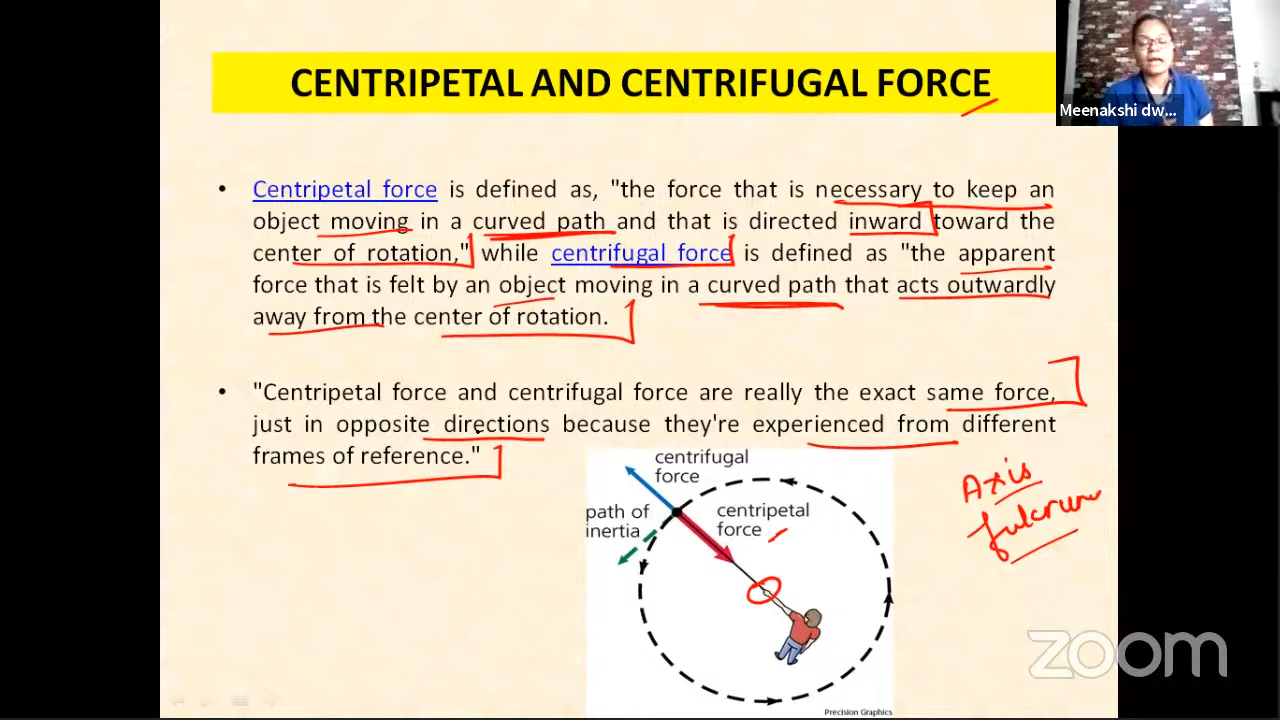 CENTRIPETAL AND CENTRIFUGAL FORCE
Meenakshi dw...
• Centripetal force is defined as, "the force that is necessary to keep an
object moving in a curved path and that is directed inward toward the
center of rotation," while centrifugal force is defined as "the apparent
force that is felt by an object moving in a curved path that acts outwardly
away from the center of rotation.
• "Centripetal force and centrifugal force are really the exact same force,
just in opposite directions because they're experienced from different
frames of reference."
centrifugal
force
path of
inertia
centripetal
force
Axis
fulcrum
zoom
Precision Graphics